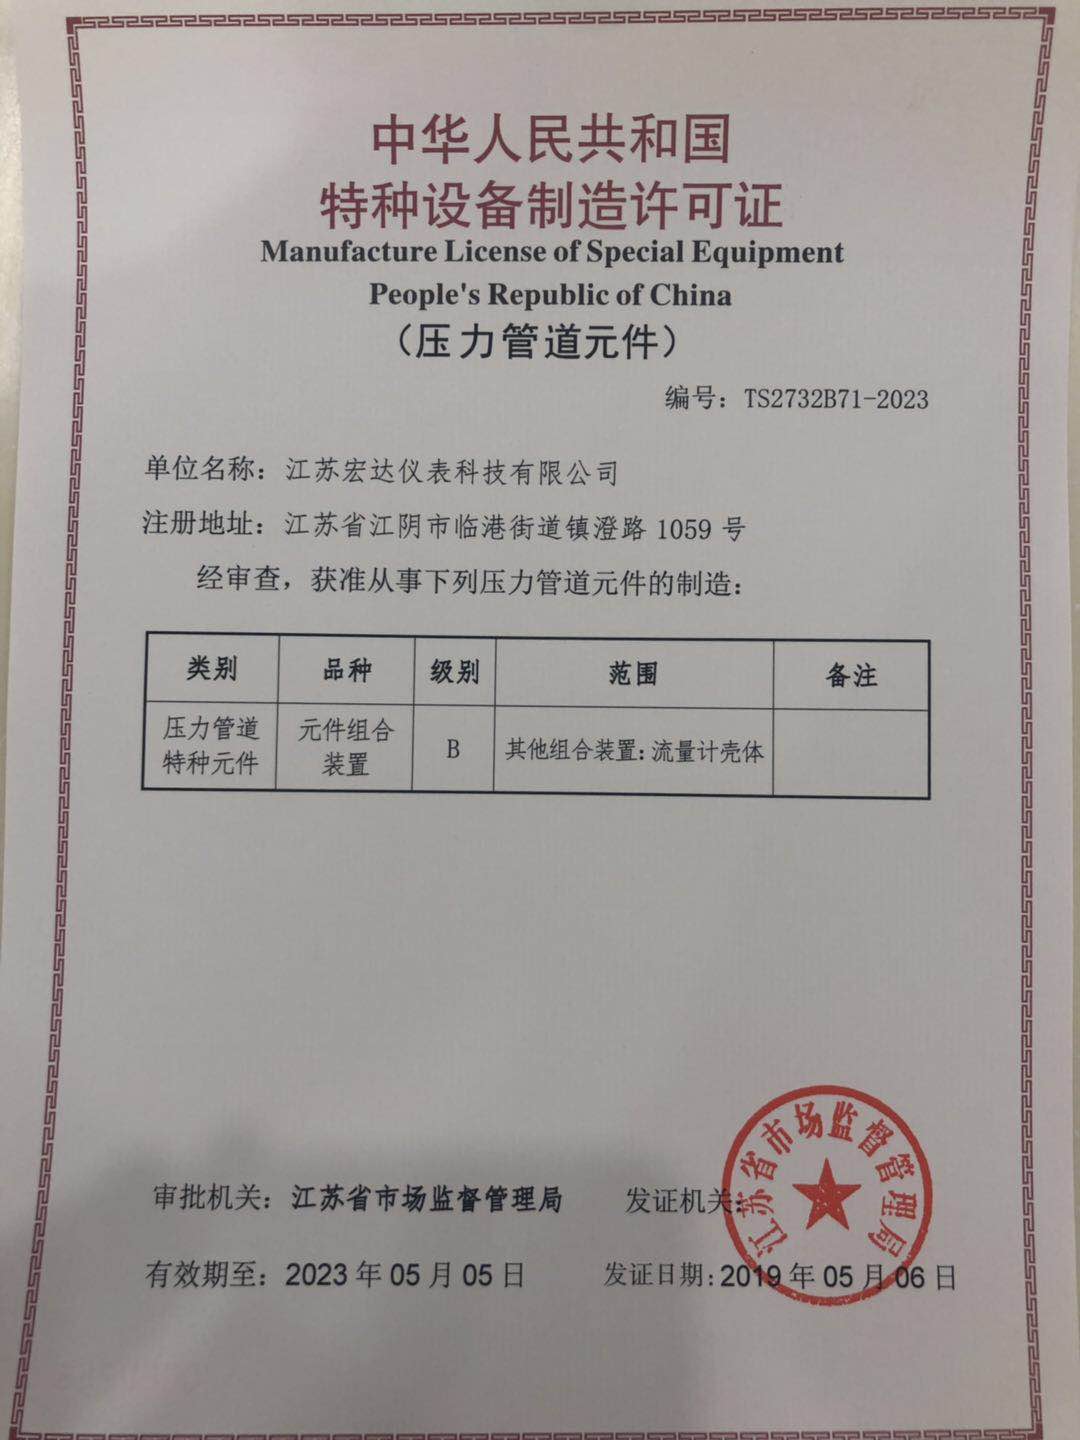 中华人民共和国
特种设备制造许可证
Manufacture License of Special Equipment
People's Republic of China
（压力管道元件）
编号：TS2732B71-2023
单位名称：江苏宏达仪表科技有限公司
注册地址：江苏省江阴市临港街道镇澄路 1059 号
经审查，获准从事下列压力管道元件的制造：
类别 品种 级别 范围 备注
压力管道特种元件 元件组合装置 B 其他组合装置：流量计壳体
审批机关：江苏省市场监督管理局 发证机关：
江苏省市场监督管理局
有效期至：2023 年 05 月 05 日 发证日期：2019 年 05 月 06 日